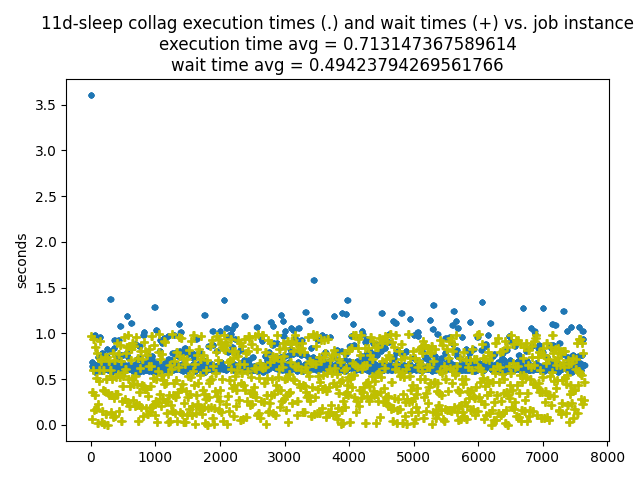 11d-sleep collag execution times (.) and wait times (+) vs. job instance
execution time avg = 0.713147367589614
wait time avg = 0.49423794269561766
3.5
3.0
2.5
2.0
1.5
1.0
0.5
0.0
seconds
0 1000 2000 3000 4000 5000 6000 7000 8000